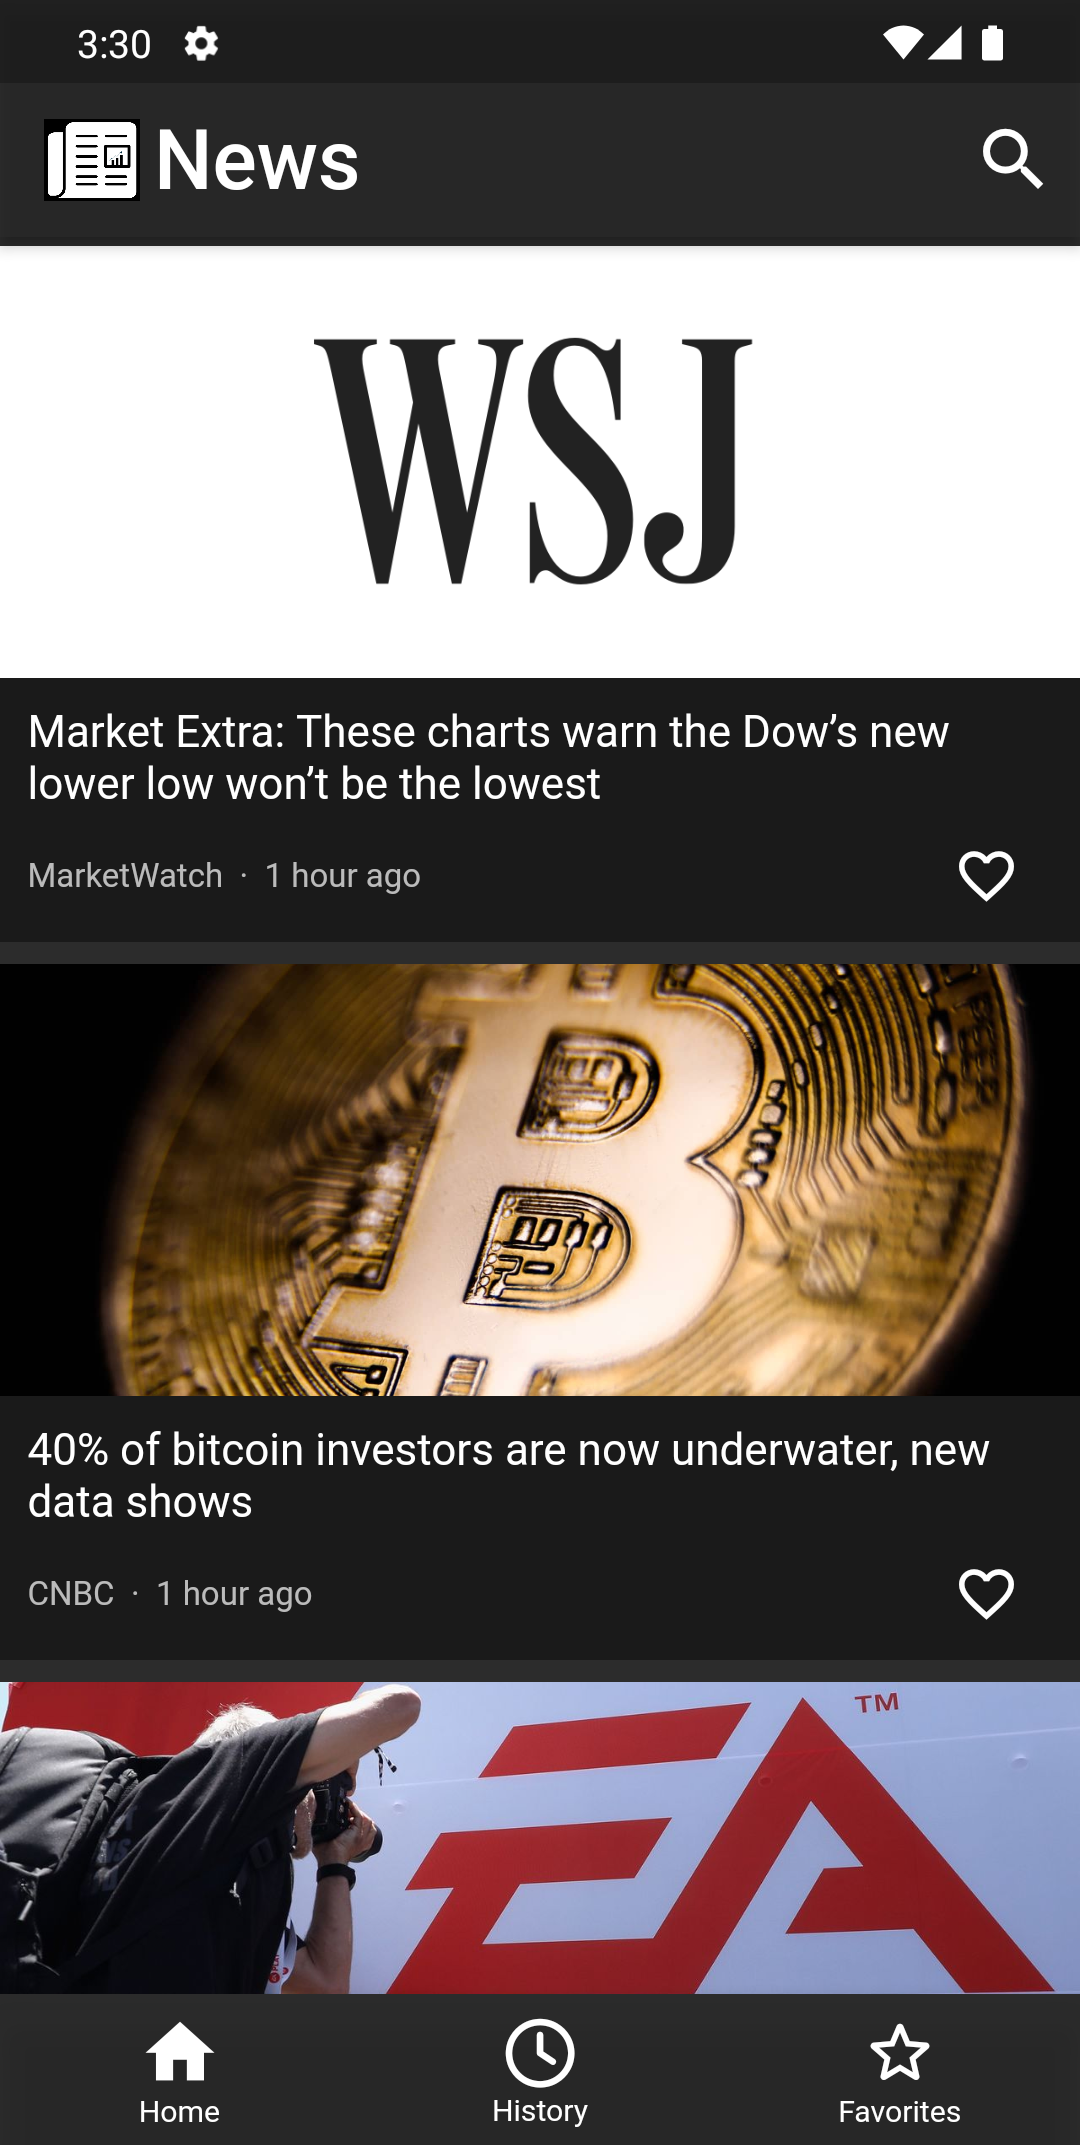 3:30
News
WSJ
Market Extra: These charts warn the Dow’s new
lower low won’t be the lowest
MarketWatch · 1 hour ago
40% of bitcoin investors are now underwater, new
data shows
CNBC · 1 hour ago
EA TM
Home
History
Favorites